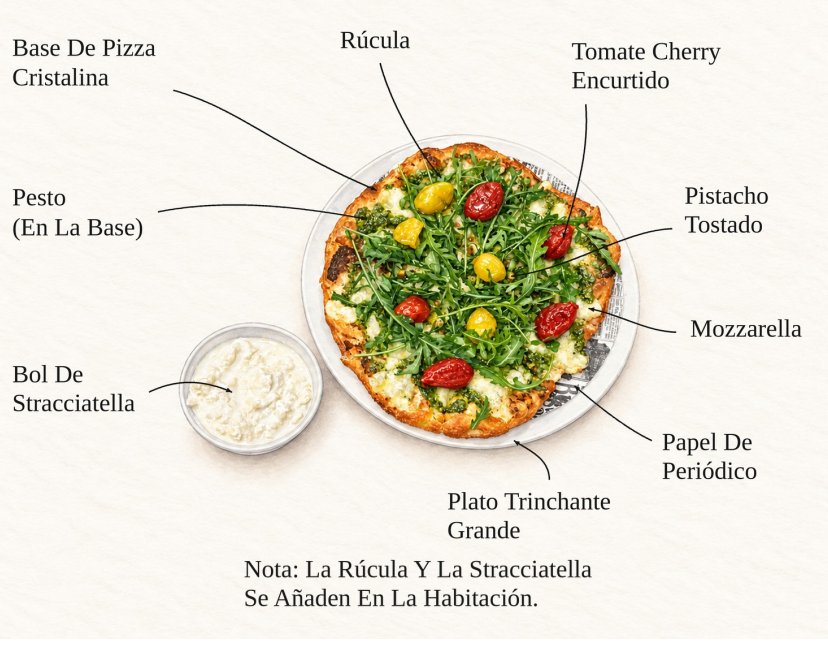 Base De Pizza
Cristalina
Rúcula
Tomate Cherry
Encurtido
Pesto
(En La Base)
Pistacho
Tostado
Mozzarella
Bol De
Stracciatella
Papel De
Periódico
Plato Trinchante
Grande
Nota: La Rúcula Y La Stracciatella
Se Añaden En La Habitación.